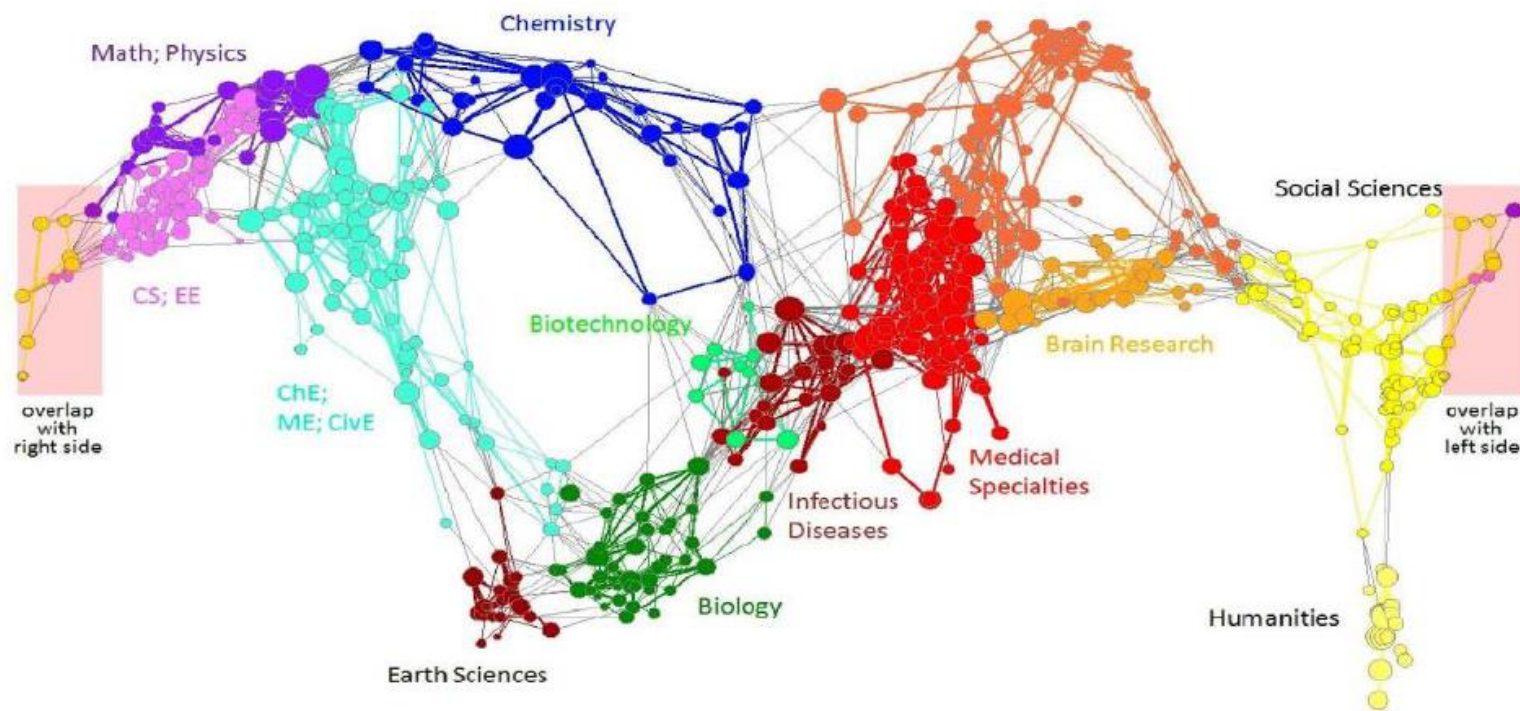 Chemistry
Math; Physics
Social Sciences
CS; EE
Biotechnology
Brain Research
ChE;
ME; CivE
overlap
with
right side
overlap
with
left side
Medical
Specialties
Infectious
Diseases
Biology
Humanities
Earth Sciences